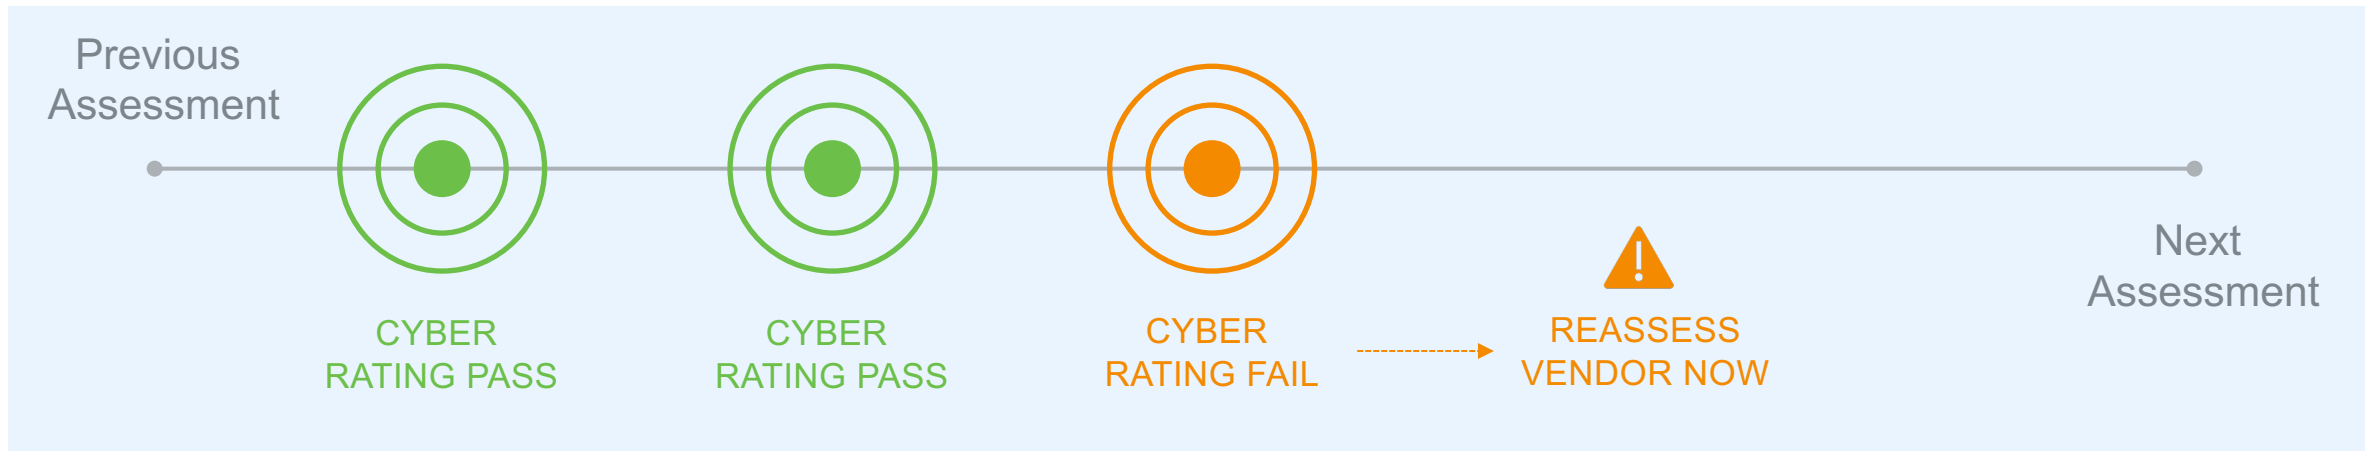 Previous
Assessment
CYBER
RATING PASS
CYBER
RATING PASS
CYBER
RATING FAIL
REASSESS
VENDOR NOW
Next
Assessment